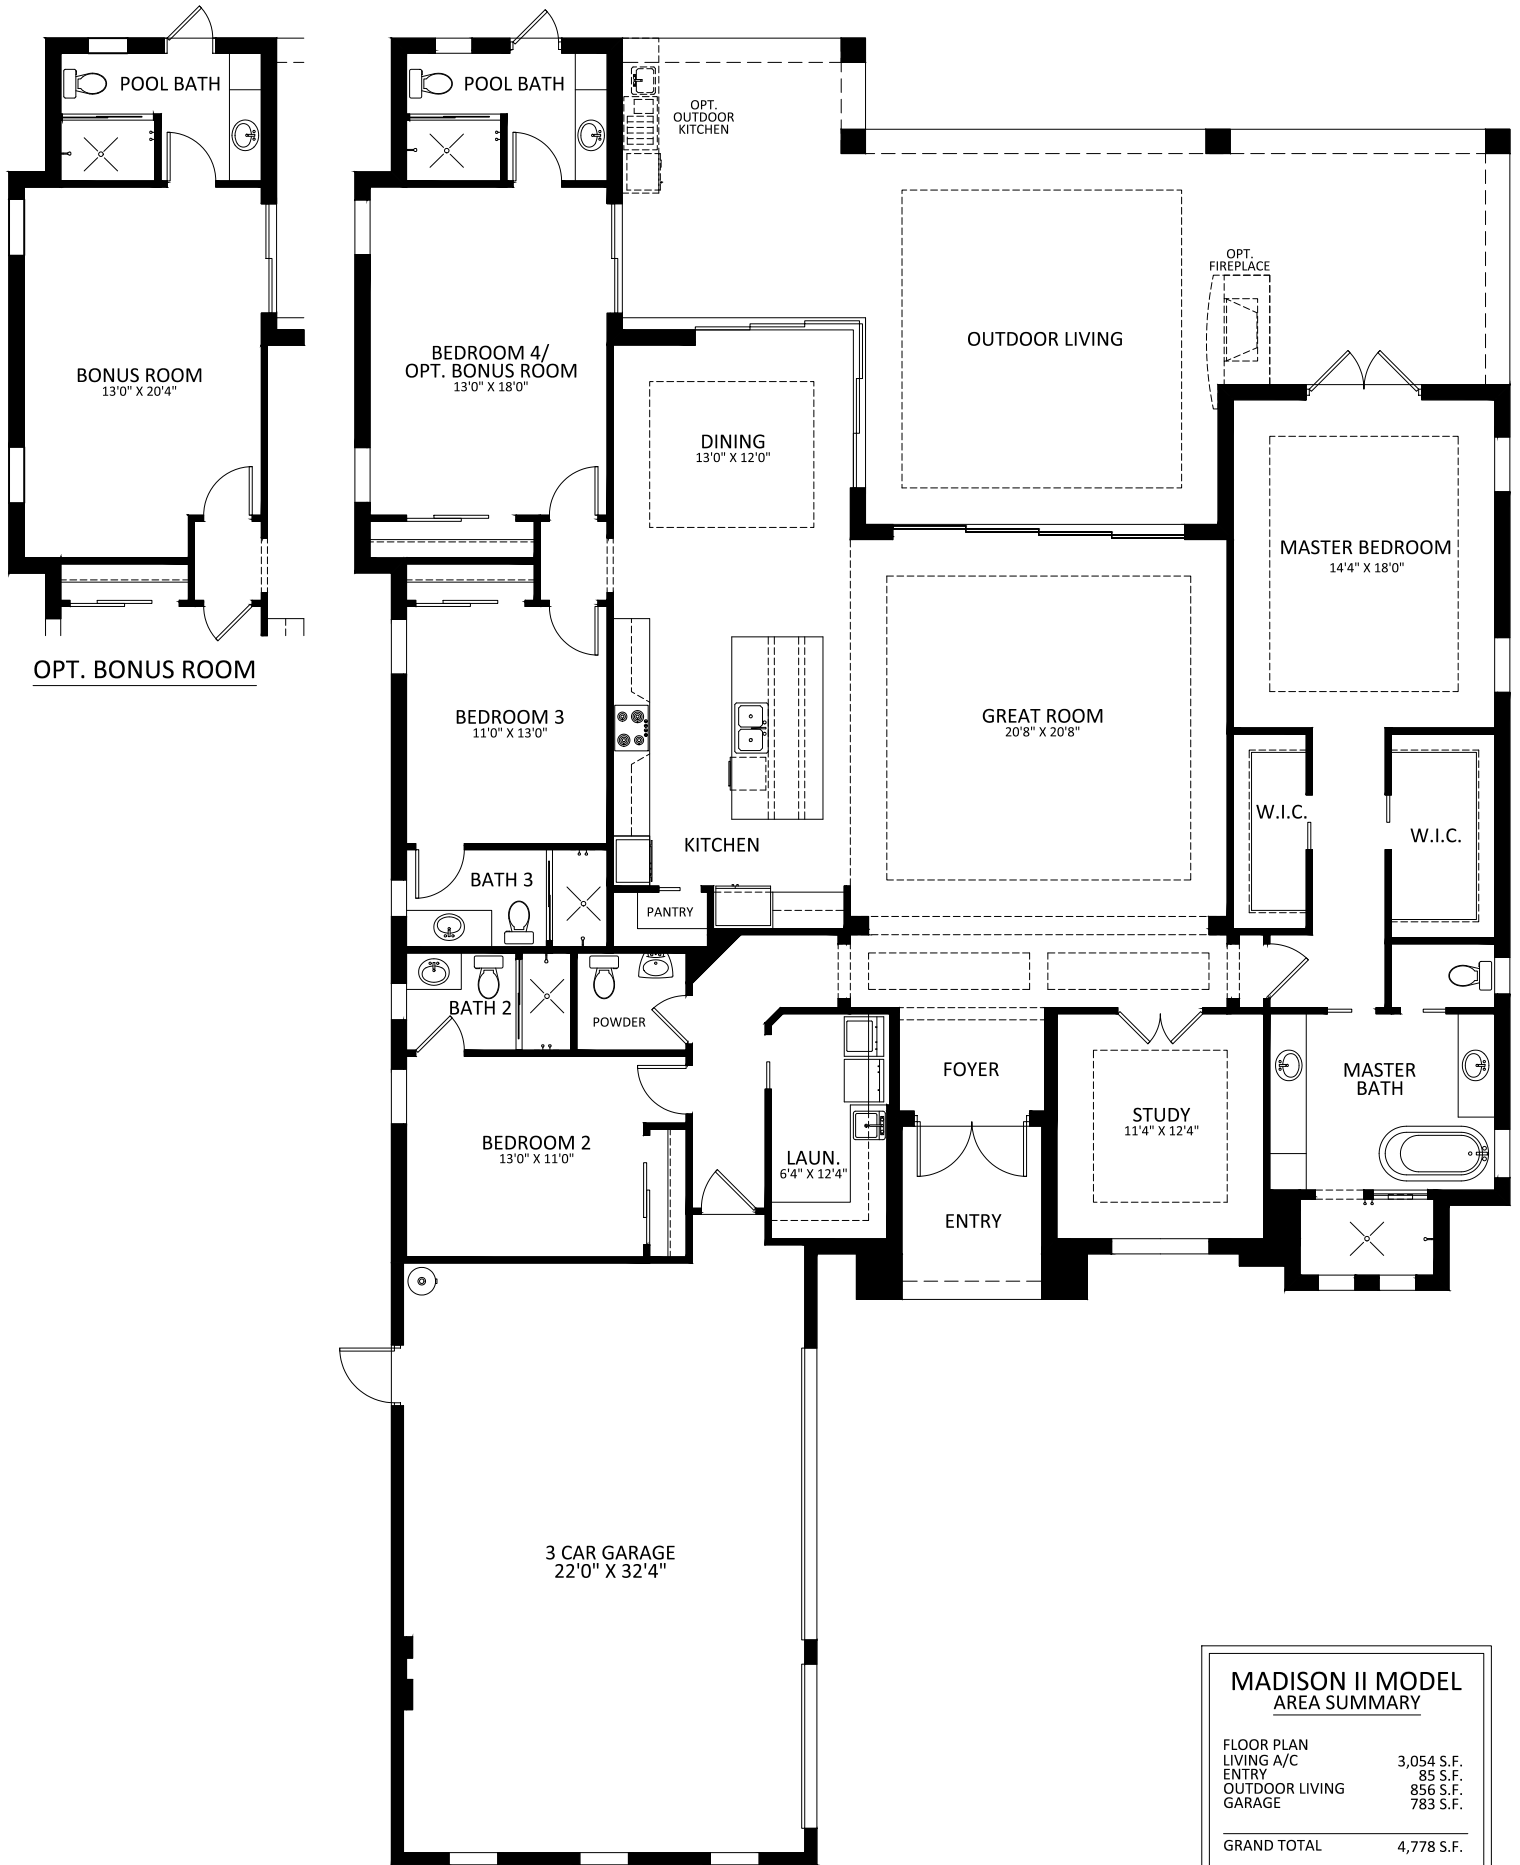 POOL BATH
BONUS ROOM
13'0" X 20'4"
OPT. BONUS ROOM
POOL BATH
OPT.
OUTDOOR
KITCHEN
BEDROOM 4/
OPT. BONUS ROOM
13'0" X 18'0"
OUTDOOR LIVING
OPT.
FIREPLACE
DINING
13'0" X 12'0"
MASTER BEDROOM
14'4" X 18'0"
BEDROOM 3
11'0" X 13'0"
GREAT ROOM
20'8" X 20'8"
KITCHEN
W.I.C.
W.I.C.
BATH 3
PANTRY
BATH 2
POWDER
FOYER
MASTER
BATH
STUDY
11'4" X 12'4"
BEDROOM 2
13'0" X 11'0"
LAUN.
6'4" X 12'4"
ENTRY
3 CAR GARAGE
22'0" X 32'4"
MADISON II MODEL
AREA SUMMARY
FLOOR PLAN
LIVING A/C 3,054 S.F.
ENTRY 85 S.F.
OUTDOOR LIVING 856 S.F.
GARAGE 783 S.F.
GRAND TOTAL 4,778 S.F.